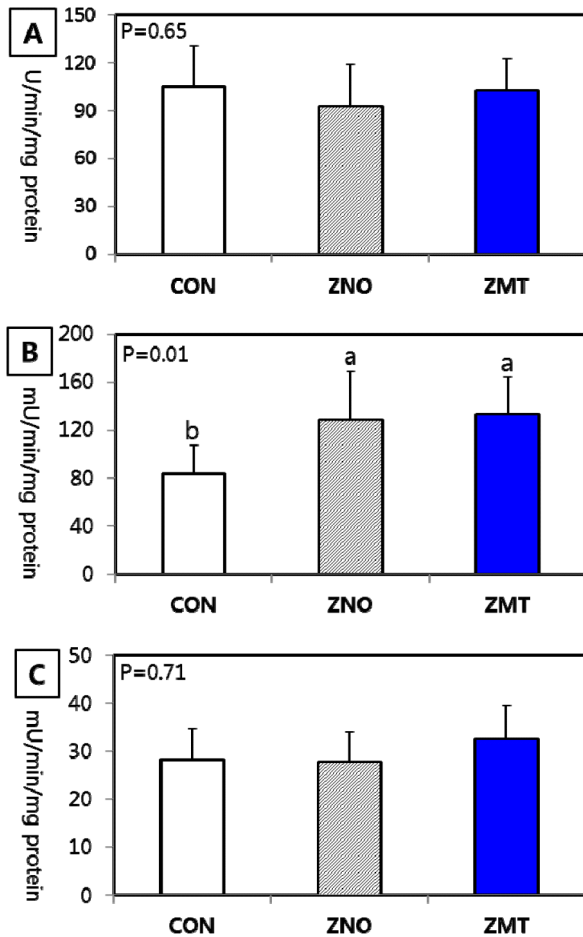 A
P=0.65
U/min/mg protein
150
120
90
60
30
0
CON ZNO ZMT
B
P=0.01
mU/min/mg protein
200
160
120
80
40
0
b a a
CON ZNO ZMT
C
P=0.71
mU/min/mg protein
50
40
30
20
10
0
CON ZNO ZMT